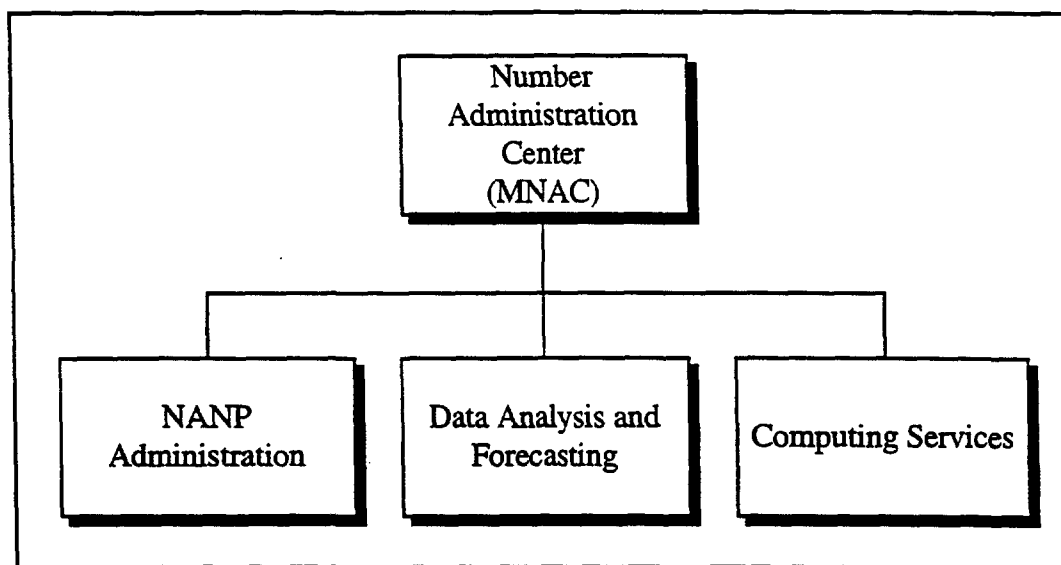 Number
Administration
Center
(MNAC)
NANP
Administration
Data Analysis and
Forecasting
Computing Services